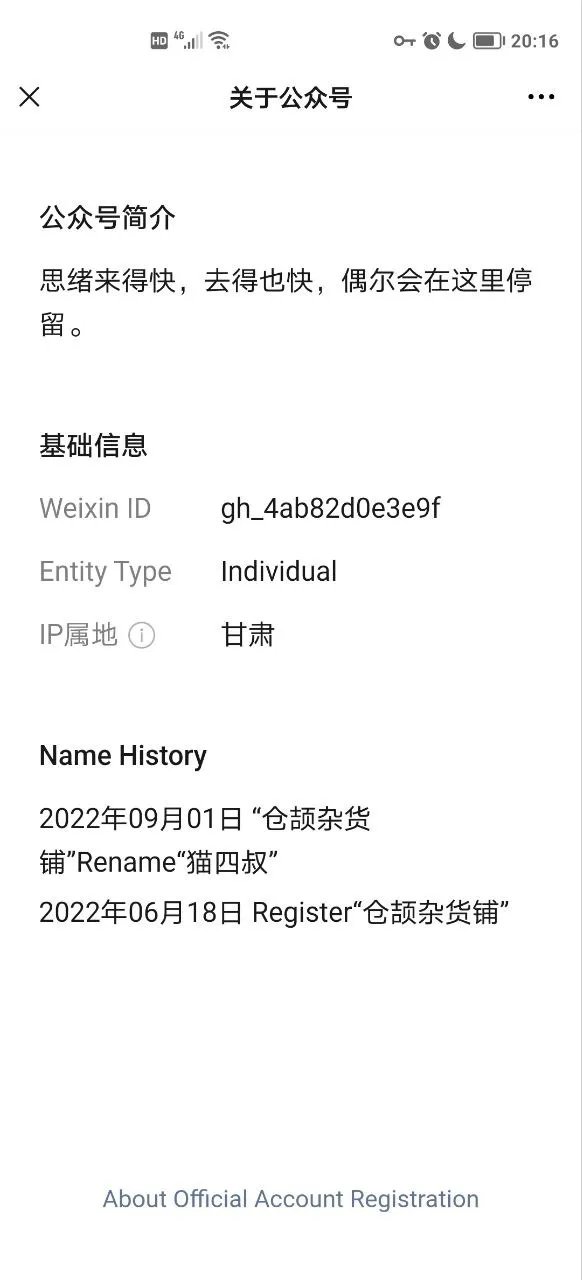 HD 4G 20:16
关于公众号
公众号简介
思绪来得快，去得也快，偶尔会在这里停
留。
基础信息
Weixin ID gh_4ab82d0e3e9f
Entity Type Individual
IP属地 甘肃
Name History
2022年09月01日 “仓颉杂货
铺”Rename“猫四叔”
2022年06月18日 Register“仓颉杂货铺”
About Official Account Registration